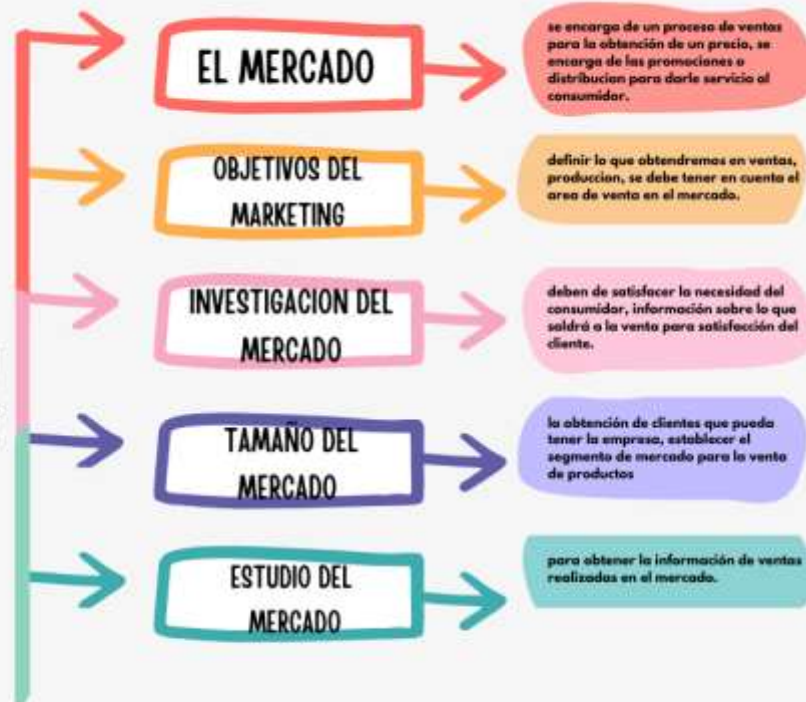 EL MERCADO
se encarga de un proceso de ventas
para la obtención de un precio, se
encarga de las promociones o
distribucion para darle servicio al
consumidor.
OBJETIVOS DEL
MARKETING
definir lo que obtendremos en ventas,
produccion, se debe tener en cuenta el
area de venta en el mercado.
INVESTIGACION DEL
MERCADO
deben de satisfacer la necesidad del
consumidor, información sobre lo que
saldrá a la venta para satisfacción del
cliente.
TAMAÑO DEL
MERCADO
la obtención de clientes que pueda
tener la empresa, establecer el
segmento de mercado para la venta
de productos
ESTUDIO DEL
MERCADO
para obtener la información de ventas
realizadas en el mercado.